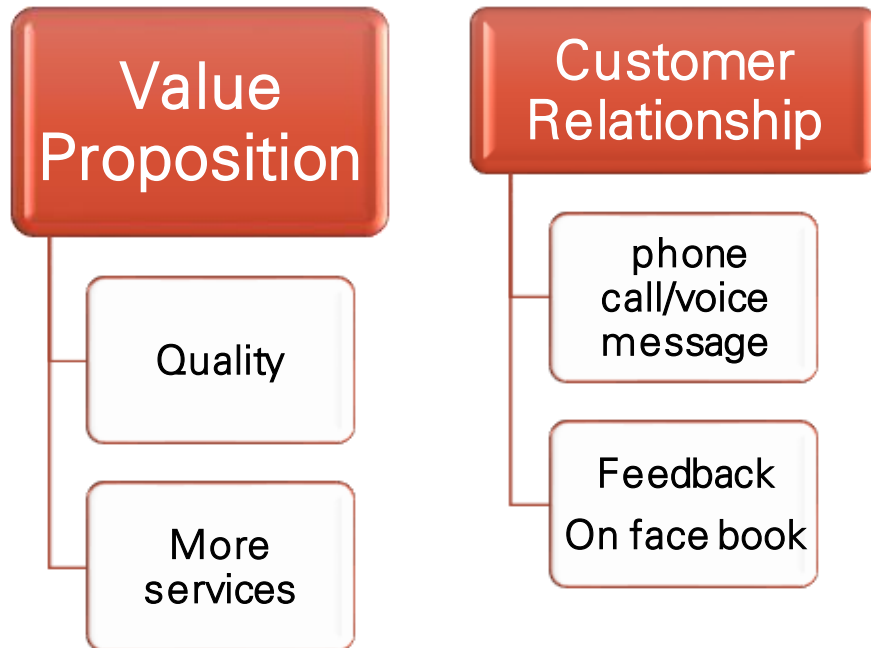 Value
Proposition
Quality
More
services
Customer
Relationship
phone
call/voice
message
Feedback
On face book